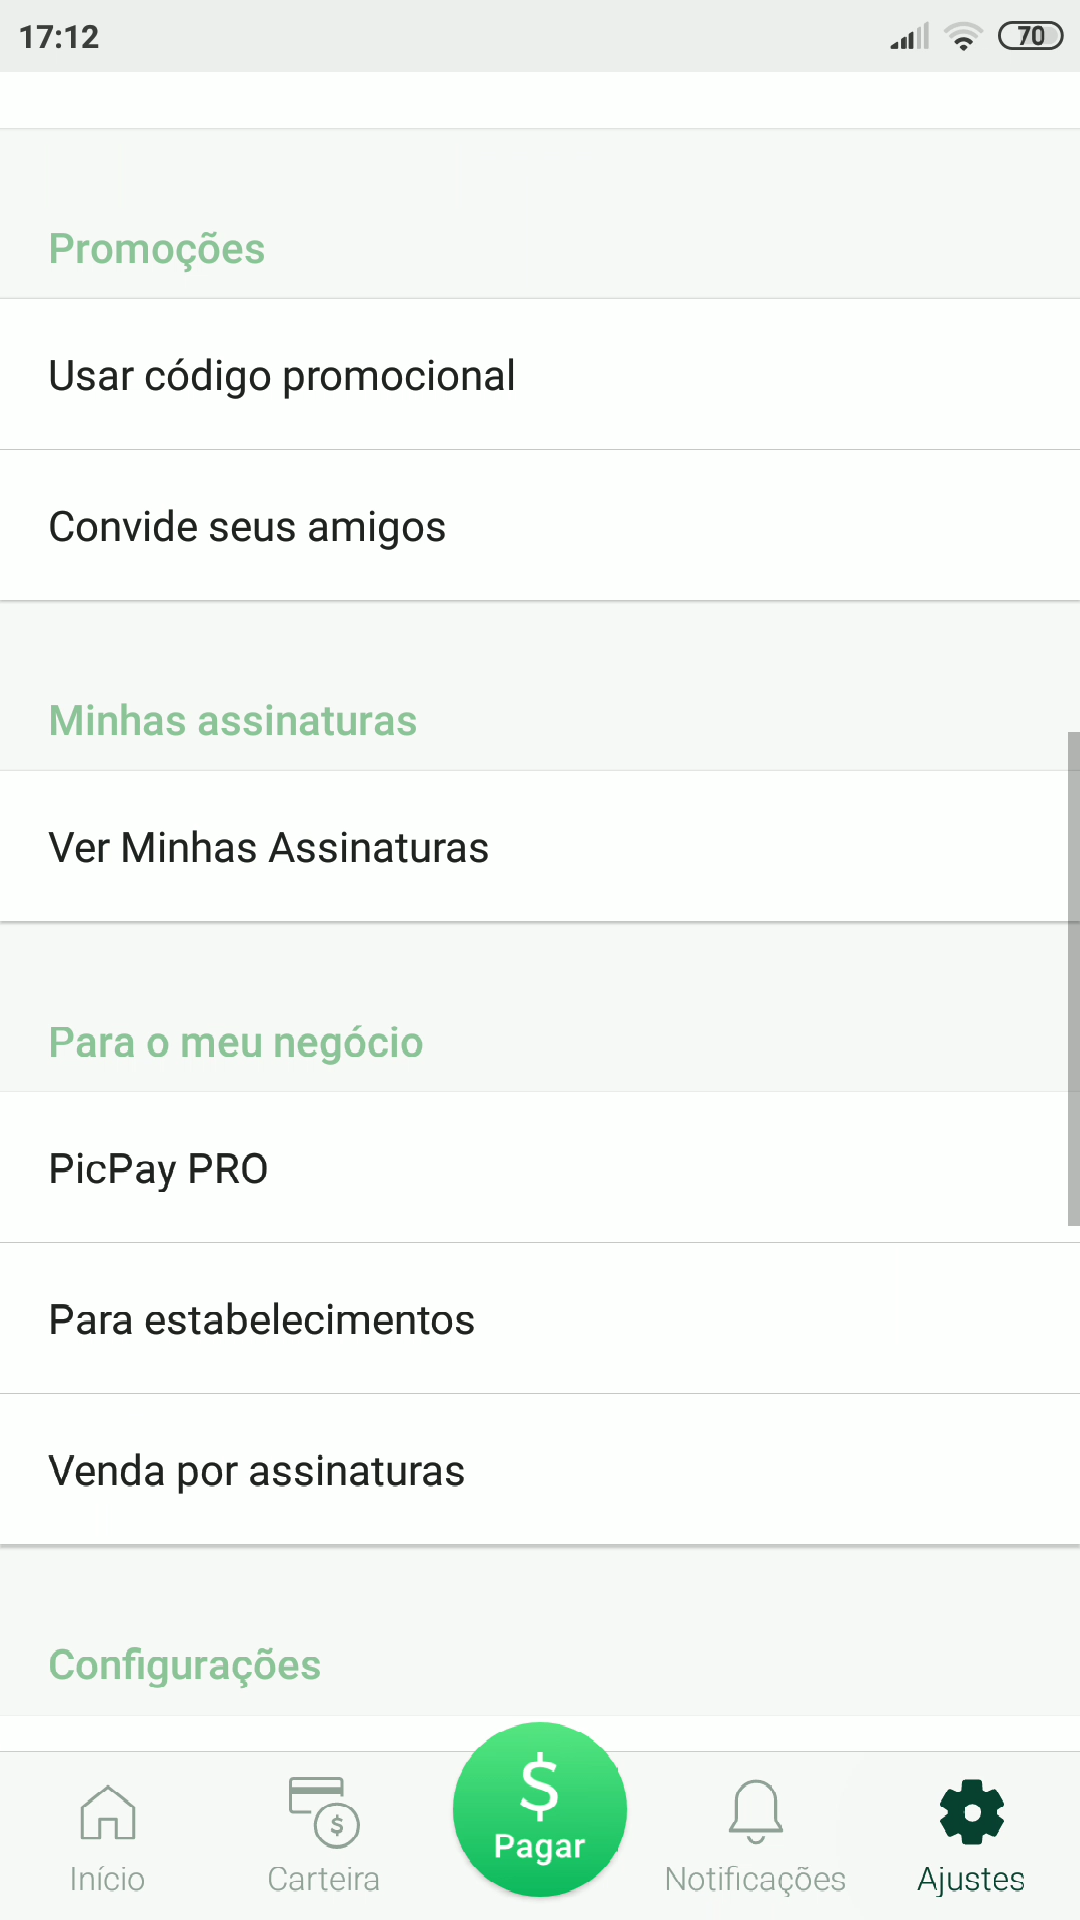 17:12
70
Promoções
Usar código promocional
Convide seus amigos
Minhas assinaturas
Ver Minhas Assinaturas
Para o meu negócio
PicPay PRO
Para estabelecimentos
Venda por assinaturas
Configurações
$
$
Pagar
Início
Carteira
Notificações
Ajustes